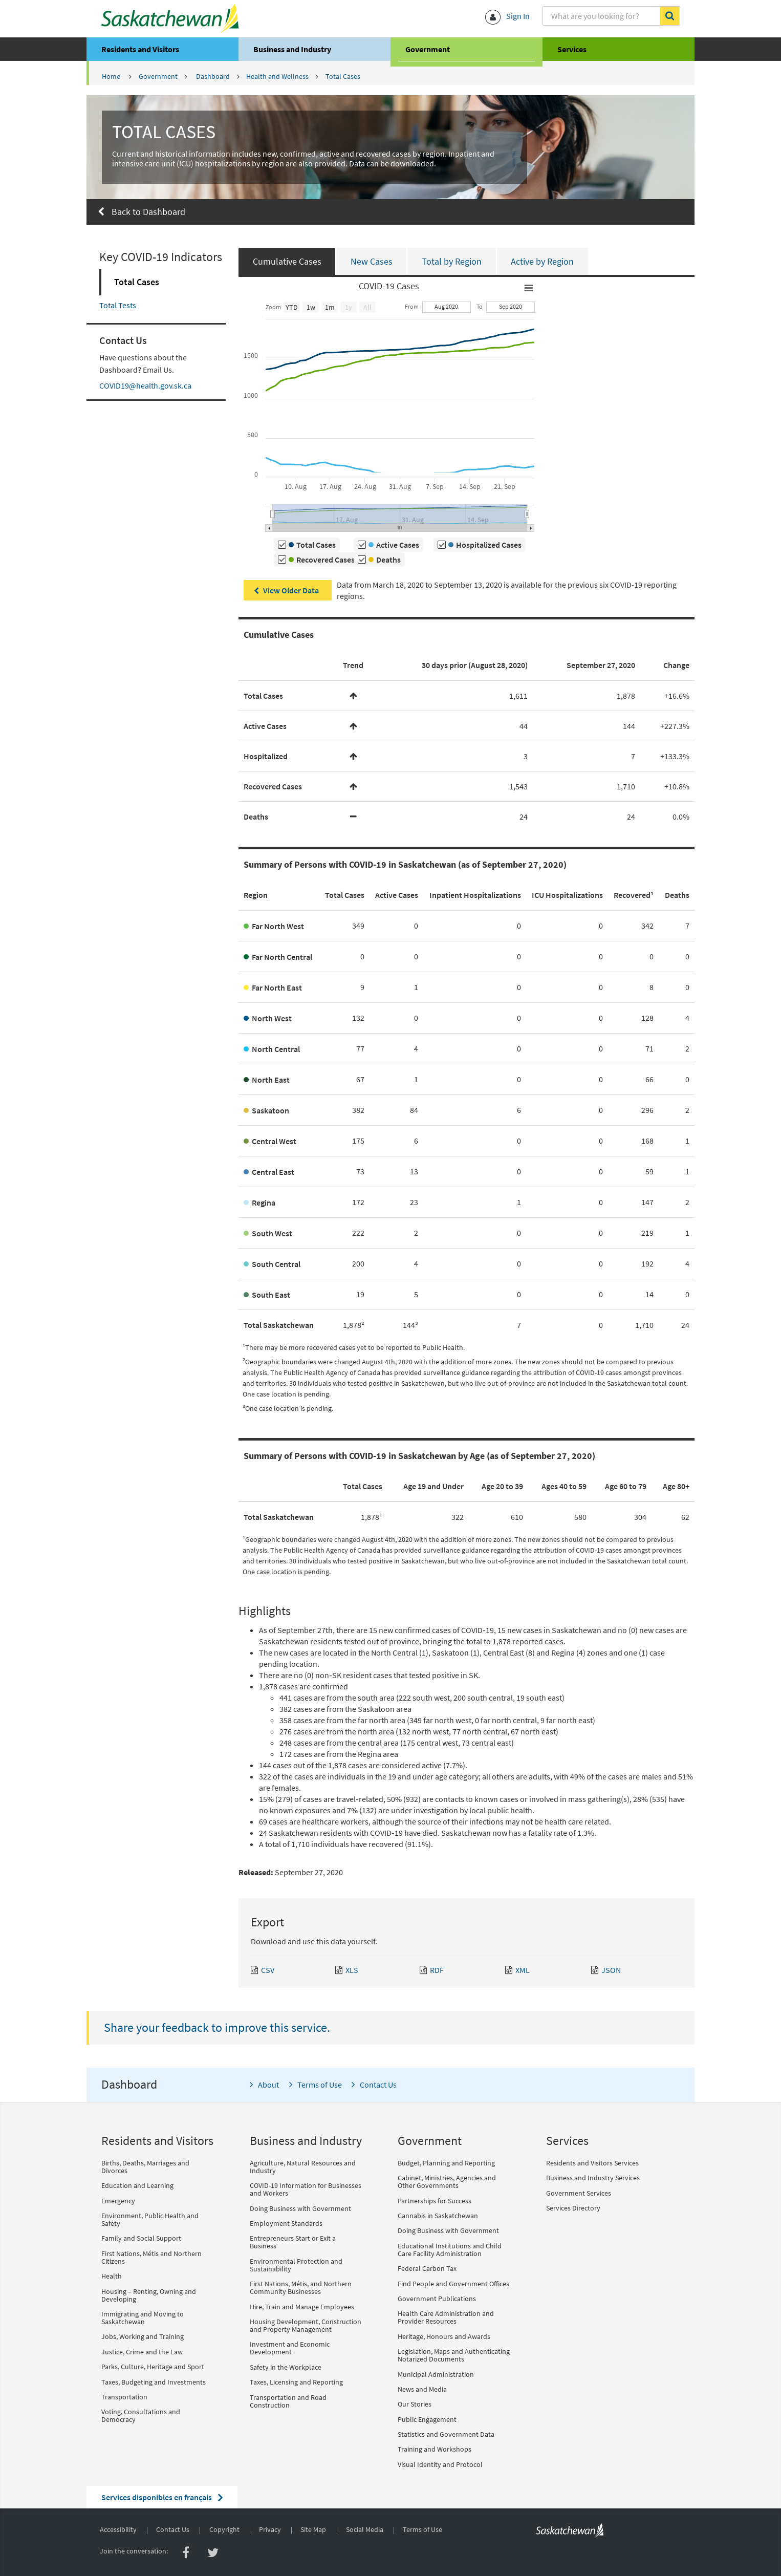 Saskatchewan
Sign In
What are you looking for?
Residents and Visitors
Business and Industry
Government
Services
Home > Government > Dashboard > Health and Wellness > Total Cases
TOTAL CASES
Current and historical information includes new, confirmed, active and recovered cases by region. Inpatient and
intensive care unit (ICU) hospitalizations by region are also provided. Data can be downloaded.
Back to Dashboard
Key COVID-19 Indicators
Total Cases
Total Tests
Contact Us
Have questions about the
Dashboard? Email Us.
COVID19@health.gov.sk.ca
Cumulative Cases
New Cases
Total by Region
Active by Region
COVID-19 Cases
Zoom YTD 1w 1m 1y All
From Aug 2020 To Sep 2020
1500
1000
500
0
10. Aug 17. Aug 24. Aug 31. Aug 7. Sep 14. Sep 21. Sep
17. Aug 31. Aug 14. Sep
Total Cases Active Cases Hospitalized Cases
Recovered Cases Deaths
View Older Data
Data from March 18, 2020 to September 13, 2020 is available for the previous six COVID-19 reporting
regions.
Cumulative Cases
Trend 30 days prior (August 28, 2020) September 27, 2020 Change
Total Cases 1,611 1,878 +16.6%
Active Cases 44 144 +227.3%
Hospitalized 3 7 +133.3%
Recovered Cases 1,543 1,710 +10.8%
Deaths 24 24 0.0%
Summary of Persons with COVID-19 in Saskatchewan (as of September 27, 2020)
Region Total Cases Active Cases Inpatient Hospitalizations ICU Hospitalizations Recovered¹ Deaths
Far North West 349 0 0 0 342 7
Far North Central 0 0 0 0 0 0
Far North East 9 1 0 0 8 0
North West 132 0 0 0 128 4
North Central 77 4 0 0 71 2
North East 67 1 0 0 66 0
Saskatoon 382 84 6 0 296 2
Central West 175 6 0 0 168 1
Central East 73 13 0 0 59 1
Regina 172 23 1 0 147 2
South West 222 2 0 0 219 1
South Central 200 4 0 0 192 4
South East 19 5 0 0 14 0
Total Saskatchewan 1,878² 144³ 7 0 1,710 24
¹There may be more recovered cases yet to be reported to Public Health.
²Geographic boundaries were changed August 4th, 2020 with the addition of more zones. The new zones should not be compared to previous
analysis. The Public Health Agency of Canada has provided surveillance guidance regarding the attribution of COVID-19 cases amongst provinces
and territories. 30 individuals who tested positive in Saskatchewan, but who live out-of-province are not included in the Saskatchewan total count.
One case location is pending.
³One case location is pending.
Summary of Persons with COVID-19 in Saskatchewan by Age (as of September 27, 2020)
Total Cases Age 19 and Under Age 20 to 39 Ages 40 to 59 Age 60 to 79 Age 80+
Total Saskatchewan 1,878¹ 322 610 580 304 62
¹Geographic boundaries were changed August 4th, 2020 with the addition of more zones. The new zones should not be compared to previous
analysis. The Public Health Agency of Canada has provided surveillance guidance regarding the attribution of COVID-19 cases amongst provinces
and territories. 30 individuals who tested positive in Saskatchewan, but who live out-of-province are not included in the Saskatchewan total count.
One case location is pending.
Highlights
As of September 27th, there are 15 new confirmed cases of COVID-19, 15 new cases in Saskatchewan and no (0) new cases are
Saskatchewan residents tested out of province, bringing the total to 1,878 reported cases.
The new cases are located in the North Central (1), Saskatoon (1), Central East (8) and Regina (4) zones and one (1) case
pending location.
There are no (0) non-SK resident cases that tested positive in SK.
1,878 cases are confirmed
441 cases are from the south area (222 south west, 200 south central, 19 south east)
382 cases are from the Saskatoon area
358 cases are from the far north area (349 far north west, 0 far north central, 9 far north east)
276 cases are from the north area (132 north west, 77 north central, 67 north east)
248 cases are from the central area (175 central west, 73 central east)
172 cases are from the Regina area
144 cases out of the 1,878 cases are considered active (7.7%).
322 of the cases are individuals in the 19 and under age category; all others are adults, with 49% of the cases are males and 51%
are females.
15% (279) of cases are travel-related, 50% (932) are contacts to known cases or involved in mass gathering(s), 28% (535) have
no known exposures and 7% (132) are under investigation by local public health.
69 cases are healthcare workers, although the source of their infections may not be health care related.
24 Saskatchewan residents with COVID-19 have died. Saskatchewan now has a fatality rate of 1.3%.
A total of 1,710 individuals have recovered (91.1%).
Released: September 27, 2020
Export
Download and use this data yourself.
CSV XLS RDF XML JSON
Share your feedback to improve this service.
Dashboard
About Terms of Use Contact Us
Residents and Visitors
Births, Deaths, Marriages and
Divorces
Education and Learning
Emergency
Environment, Public Health and
Safety
Family and Social Support
First Nations, Métis and Northern
Citizens
Health
Housing – Renting, Owning and
Developing
Immigrating and Moving to
Saskatchewan
Jobs, Working and Training
Justice, Crime and the Law
Parks, Culture, Heritage and Sport
Taxes, Budgeting and Investments
Transportation
Voting, Consultations and
Democracy
Business and Industry
Agriculture, Natural Resources and
Industry
COVID-19 Information for Businesses
and Workers
Doing Business with Government
Employment Standards
Entrepreneurs Start or Exit a
Business
Environmental Protection and
Sustainability
First Nations, Métis, and Northern
Community Businesses
Hire, Train and Manage Employees
Housing Development, Construction
and Property Management
Investment and Economic
Development
Safety in the Workplace
Taxes, Licensing and Reporting
Transportation and Road
Construction
Government
Budget, Planning and Reporting
Cabinet, Ministries, Agencies and
Other Governments
Partnerships for Success
Cannabis in Saskatchewan
Doing Business with Government
Educational Institutions and Child
Care Facility Administration
Federal Carbon Tax
Find People and Government Offices
Government Publications
Health Care Administration and
Provider Resources
Heritage, Honours and Awards
Legislation, Maps and Authenticating
Notarized Documents
Municipal Administration
News and Media
Our Stories
Public Engagement
Statistics and Government Data
Training and Workshops
Visual Identity and Protocol
Services
Residents and Visitors Services
Business and Industry Services
Government Services
Services Directory
Services disponibles en français
Accessibility | Contact Us | Copyright | Privacy | Site Map | Social Media | Terms of Use
Saskatchewan
Join the conversation: